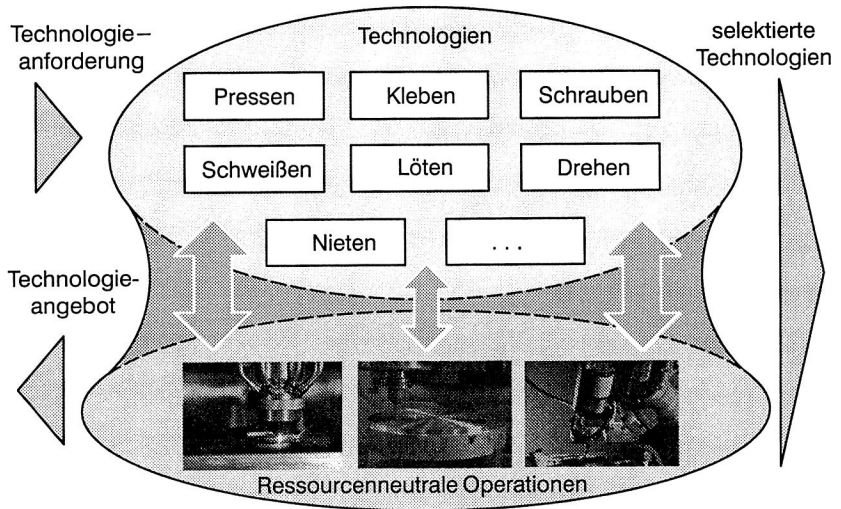 Technologie–
anforderung
Technologien
selektierte
Technologien
Pressen
Kleben
Schrauben
Schweißen
Löten
Drehen
Nieten
. . .
Technologie-
angebot
Ressourcenneutrale Operationen